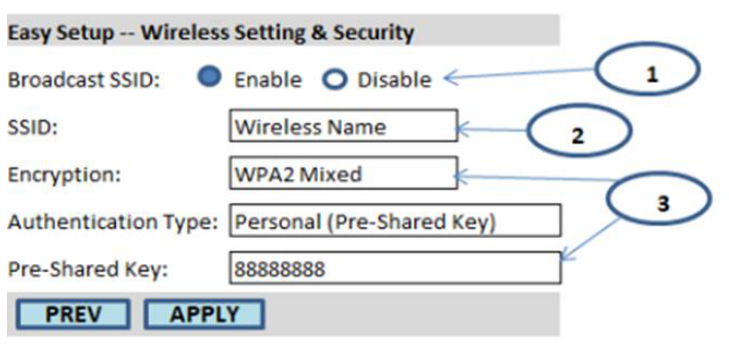 Easy Setup -- Wireless Setting & Security
Broadcast SSID: Enable Disable 1
SSID: Wireless Name 2
Encryption: WPA2 Mixed
Authentication Type: Personal (Pre-Shared Key) 3
Pre-Shared Key: 88888888
PREV APPLY